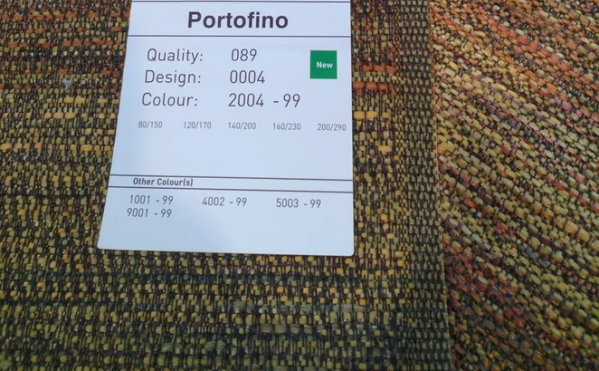 Portofino
Quality: 089
New
Design: 0004
Colour: 2004 - 99
80/150 120/170 140/200 160/230 200/290
Other Colour(s)
1001 - 99 4002 - 99 5003 - 99
9001 - 99